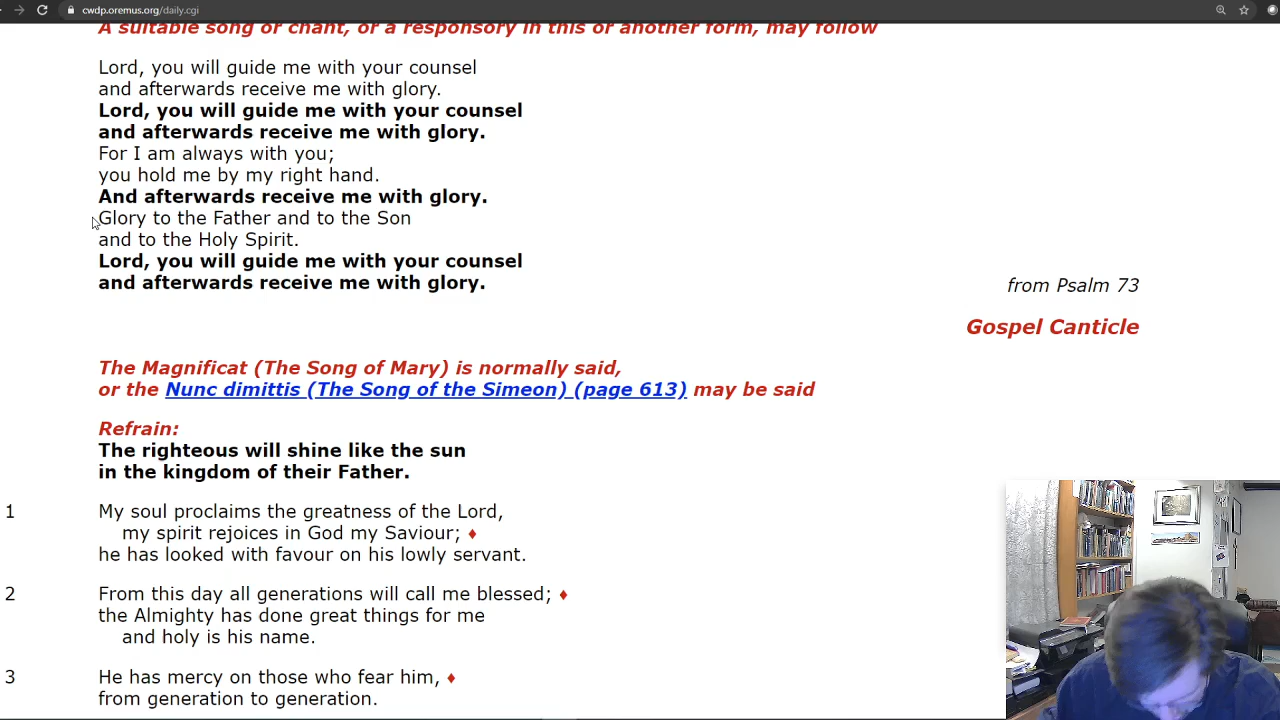 cwdp.oremus.org/daily.cgi
A suitable song or chant, or a responsory in this or another form, may follow
Lord, you will guide me with your counsel
and afterwards receive me with glory.
Lord, you will guide me with your counsel
and afterwards receive me with glory.
For I am always with you;
you hold me by my right hand.
And afterwards receive me with glory.
Glory to the Father and to the Son
and to the Holy Spirit.
Lord, you will guide me with your counsel
and afterwards receive me with glory.
from Psalm 73
Gospel Canticle
The Magnificat (The Song of Mary) is normally said,
or the Nunc dimittis (The Song of the Simeon) (page 613) may be said
Refrain:
The righteous will shine like the sun
in the kingdom of their Father.
1 My soul proclaims the greatness of the Lord,
my spirit rejoices in God my Saviour; ♦
he has looked with favour on his lowly servant.
2 From this day all generations will call me blessed; ♦
the Almighty has done great things for me
and holy is his name.
3 He has mercy on those who fear him, ♦
from generation to generation.